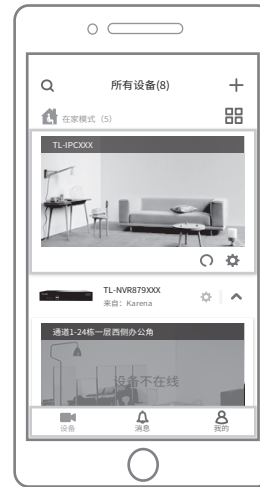 所有设备(8)
在家模式（5）
TL-IPCXXX
TL-NVR879XXX
来自：Karena
通道1-24栋一层西侧办公角
设备不在线
设备
消息
我的